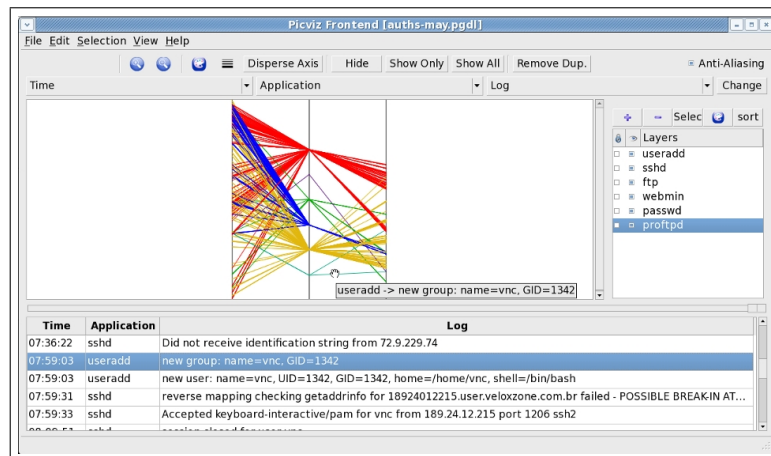 Picviz Frontend [auths-may.pgdl]
File Edit Selection View Help
Disperse Axis Hide Show Only Show All Remove Dup. Anti-Aliasing
Time Application Log Change
Selec sort
Layers
useradd
sshd
ftp
webmin
passwd
proftpd
useradd -> new group: name=vnc, GID=1342
Time Application Log
07:36:22 sshd Did not receive identification string from 72.9.229.74
07:59:03 useradd new group: name=vnc, GID=1342
07:59:03 useradd new user: name=vnc, UID=1342, GID=1342, home=/home/vnc, shell=/bin/bash
07:59:31 sshd reverse mapping checking getaddrinfo for 18924012215.user.veloxzone.com.br failed - POSSIBLE BREAK-IN AT...
07:59:33 sshd Accepted keyboard-interactive/pam for vnc from 189.24.12.215 port 1206 ssh2